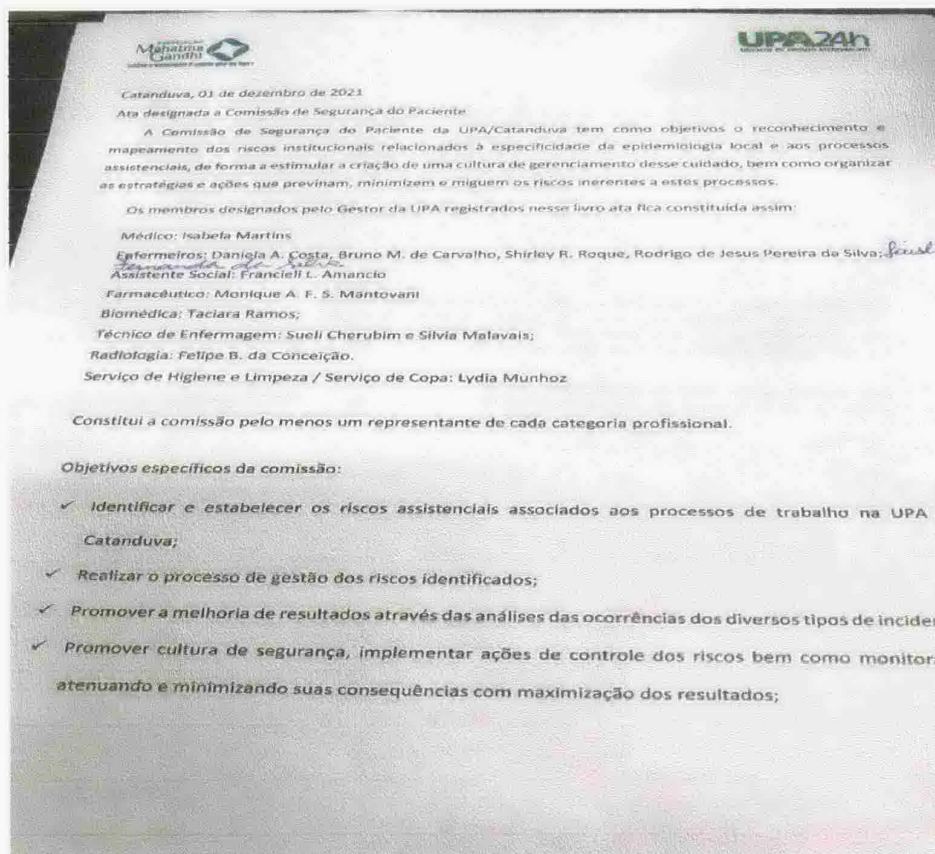 Mahatma
Gandhi
UPA24h
Catanduva, 01 de dezembro de 2021
Ata designada a Comissão de Segurança do Paciente
A Comissão de Segurança do Paciente da UPA/Catanduva tem como objetivos o reconhecimento e
mapeamento dos riscos institucionais relacionados à especificidade da epidemiologia local e aos processos
assistenciais, de forma a estimular a criação de uma cultura de gerenciamento desse cuidado, bem como organizar
as estratégias e ações que previnam, minimizem e miguem os riscos inerentes a estes processos.
Os membros designados pelo Gestor da UPA registrados nesse livro ata fica constituída assim:
Médico: Isabela Martins
Enfermeiros: Daniela A. Costa, Bruno M. de Carvalho, Shirley R. Roque, Rodrigo de Jesus Pereira da Silva;
Fernanda da Silva
Assistente Social: Francieli L. Amancio
Farmacêutico: Monique A. F. S. Mantovani
Biomédica: Taciara Ramos;
Técnico de Enfermagem: Sueli Cherubim e Silvia Malavais;
Radiologia: Felipe B. da Conceição.
Serviço de Higiene e Limpeza / Serviço de Copa: Lydia Munhoz
Constitui a comissão pelo menos um representante de cada categoria profissional.
Objetivos específicos da comissão:
✓ Identificar e estabelecer os riscos assistenciais associados aos processos de trabalho na UPA
Catanduva;
✓ Realizar o processo de gestão dos riscos identificados;
✓ Promover a melhoria de resultados através das análises das ocorrências dos diversos tipos de inciden
✓ Promover cultura de segurança, implementar ações de controle dos riscos bem como monitor
atenuando e minimizando suas consequências com maximização dos resultados;